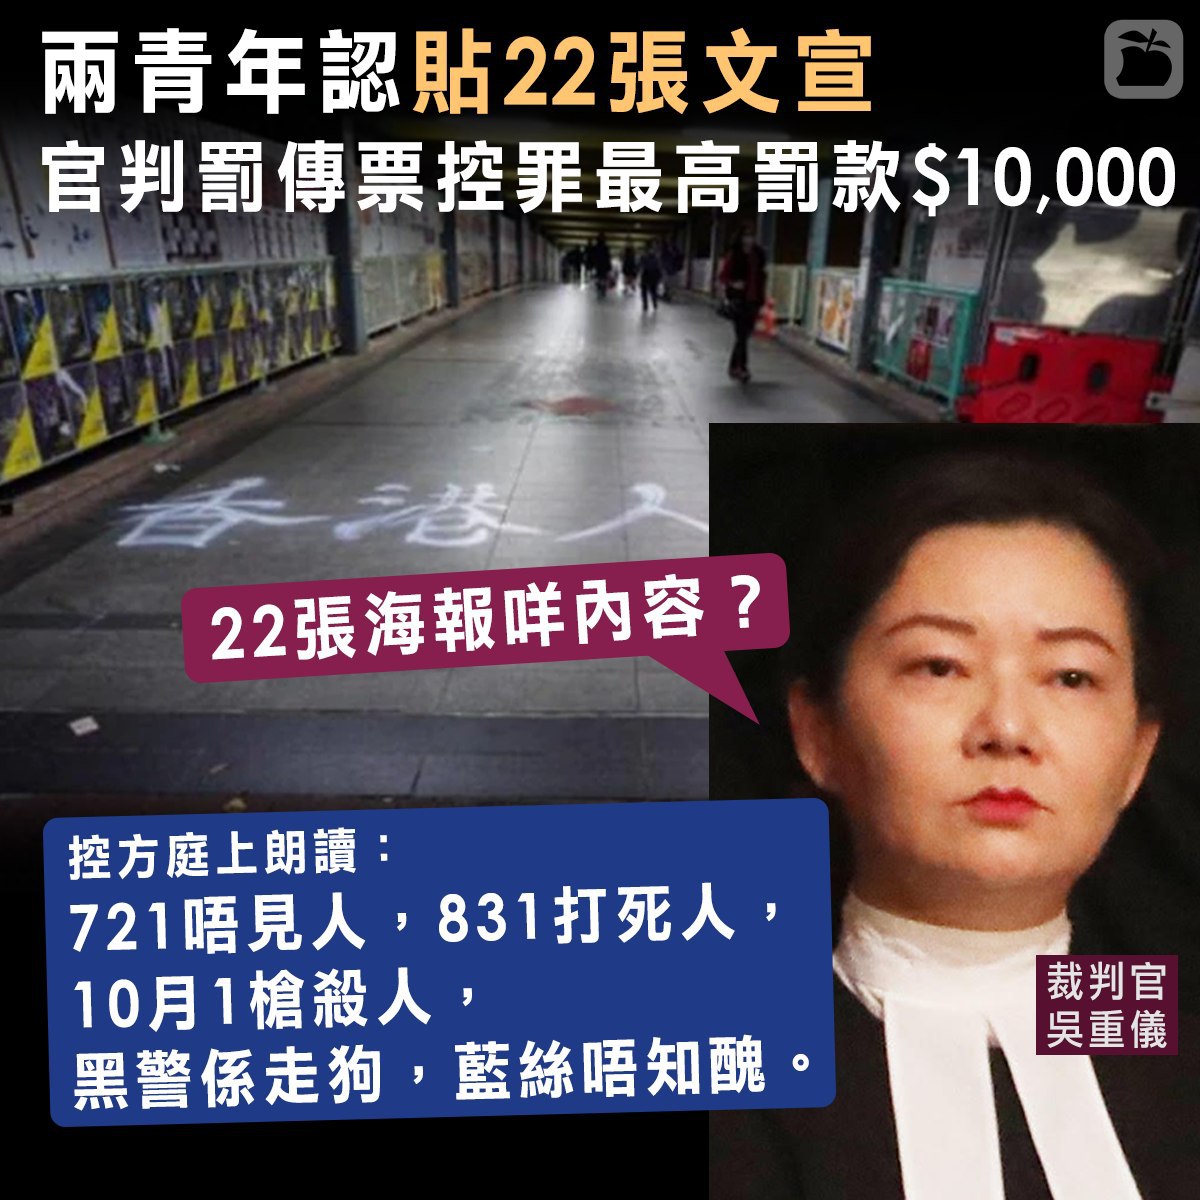 兩青年認貼22張文宣
官判罰傳票控罪最高罰款$10,000
香港人
22張海報咩內容？
控方庭上朗讀：
721唔見人，831打死人，
10月1槍殺人，
黑警係走狗，藍絲唔知醜。
裁判官
吳重儀